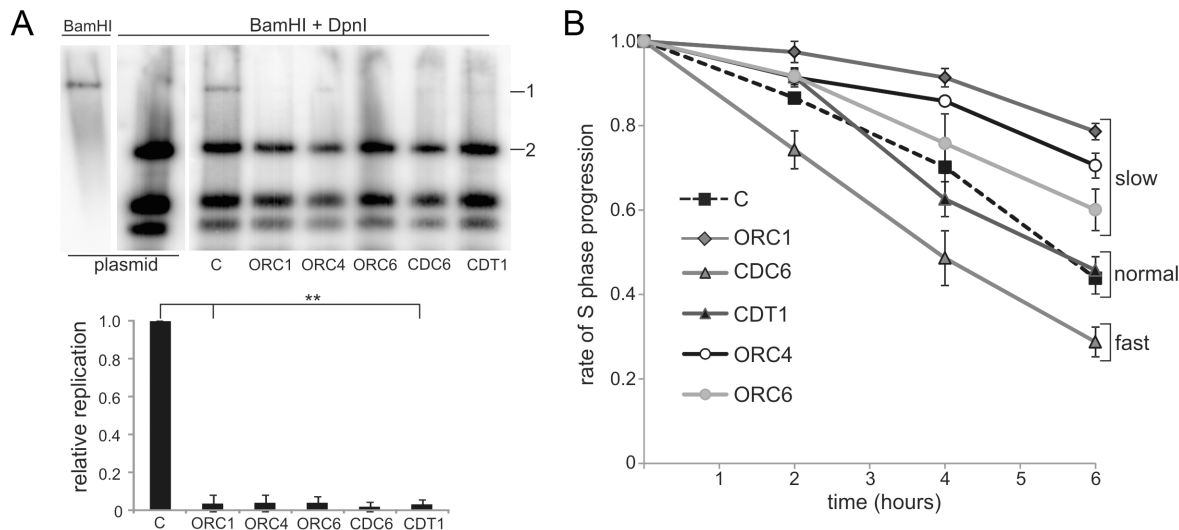 A
BamHI
BamHI + DpnI
1
2
plasmid
C
ORC1
ORC4
ORC6
CDC6
CDT1
**
relative replication
1.0
0.8
0.6
0.4
0.2
0
C
ORC1
ORC4
ORC6
CDC6
CDT1
B
rate of S phase progression
1.0
0.8
0.6
0.4
0.2
0
C
ORC1
CDC6
CDT1
ORC4
ORC6
slow
normal
fast
1
2
3
4
5
6
time (hours)